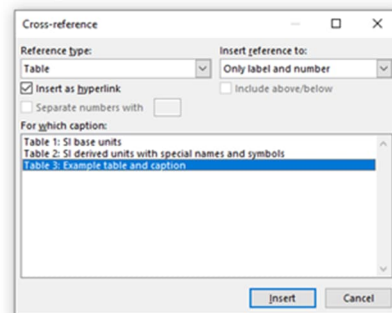 Cross-reference
Reference type: Insert reference to:
Table Only label and number
Insert as hyperlink Include above/below
Separate numbers with
For which caption:
Table 1: SI base units
Table 2: SI derived units with special names and symbols
Table 3: Example table and caption
Insert Cancel